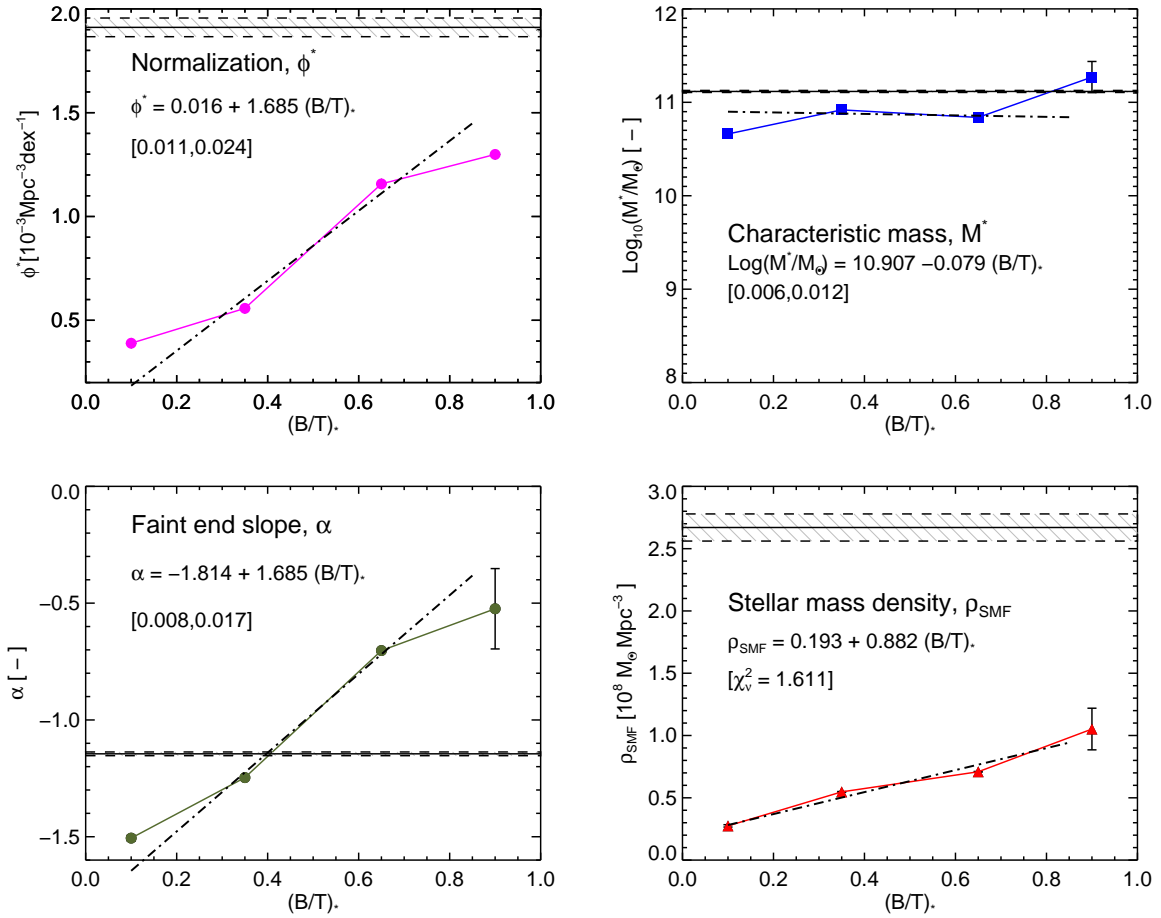 2.0
1.5
1.0
0.5
ϕ*[10⁻³Mpc⁻³dex⁻¹]
Normalization, ϕ*
ϕ* = 0.016 + 1.685 (B/T)*
[0.011,0.024]
0.0 0.2 0.4 0.6 0.8 1.0
(B/T)*
12
11
10
9
8
Log₁₀(M*/M⊙) [ − ]
Characteristic mass, M*
Log(M*/M⊙) = 10.907 −0.079 (B/T)*
[0.006,0.012]
0.0 0.2 0.4 0.6 0.8 1.0
(B/T)*
0.0
−0.5
−1.0
−1.5
α [ − ]
Faint end slope, α
α = −1.814 + 1.685 (B/T)*
[0.008,0.017]
0.0 0.2 0.4 0.6 0.8 1.0
(B/T)*
3.0
2.5
2.0
1.5
1.0
0.5
0.0
ρSMF [10⁸ M⊙ Mpc⁻³ ]
Stellar mass density, ρSMF
ρSMF = 0.193 + 0.882 (B/T)*
[χ²ν = 1.611]
0.0 0.2 0.4 0.6 0.8 1.0
(B/T)*